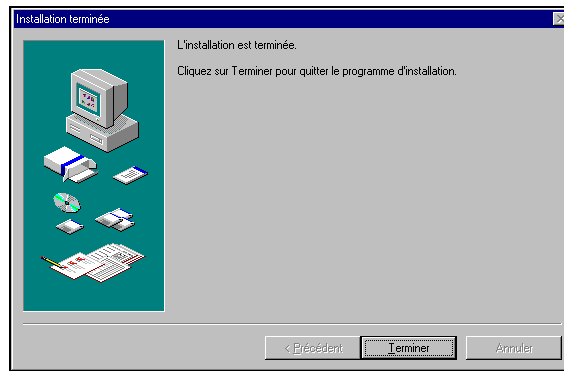 Installation terminée
L'installation est terminée.
Cliquez sur Terminer pour quitter le programme d'installation.
< Précédent
Terminer
Annuler